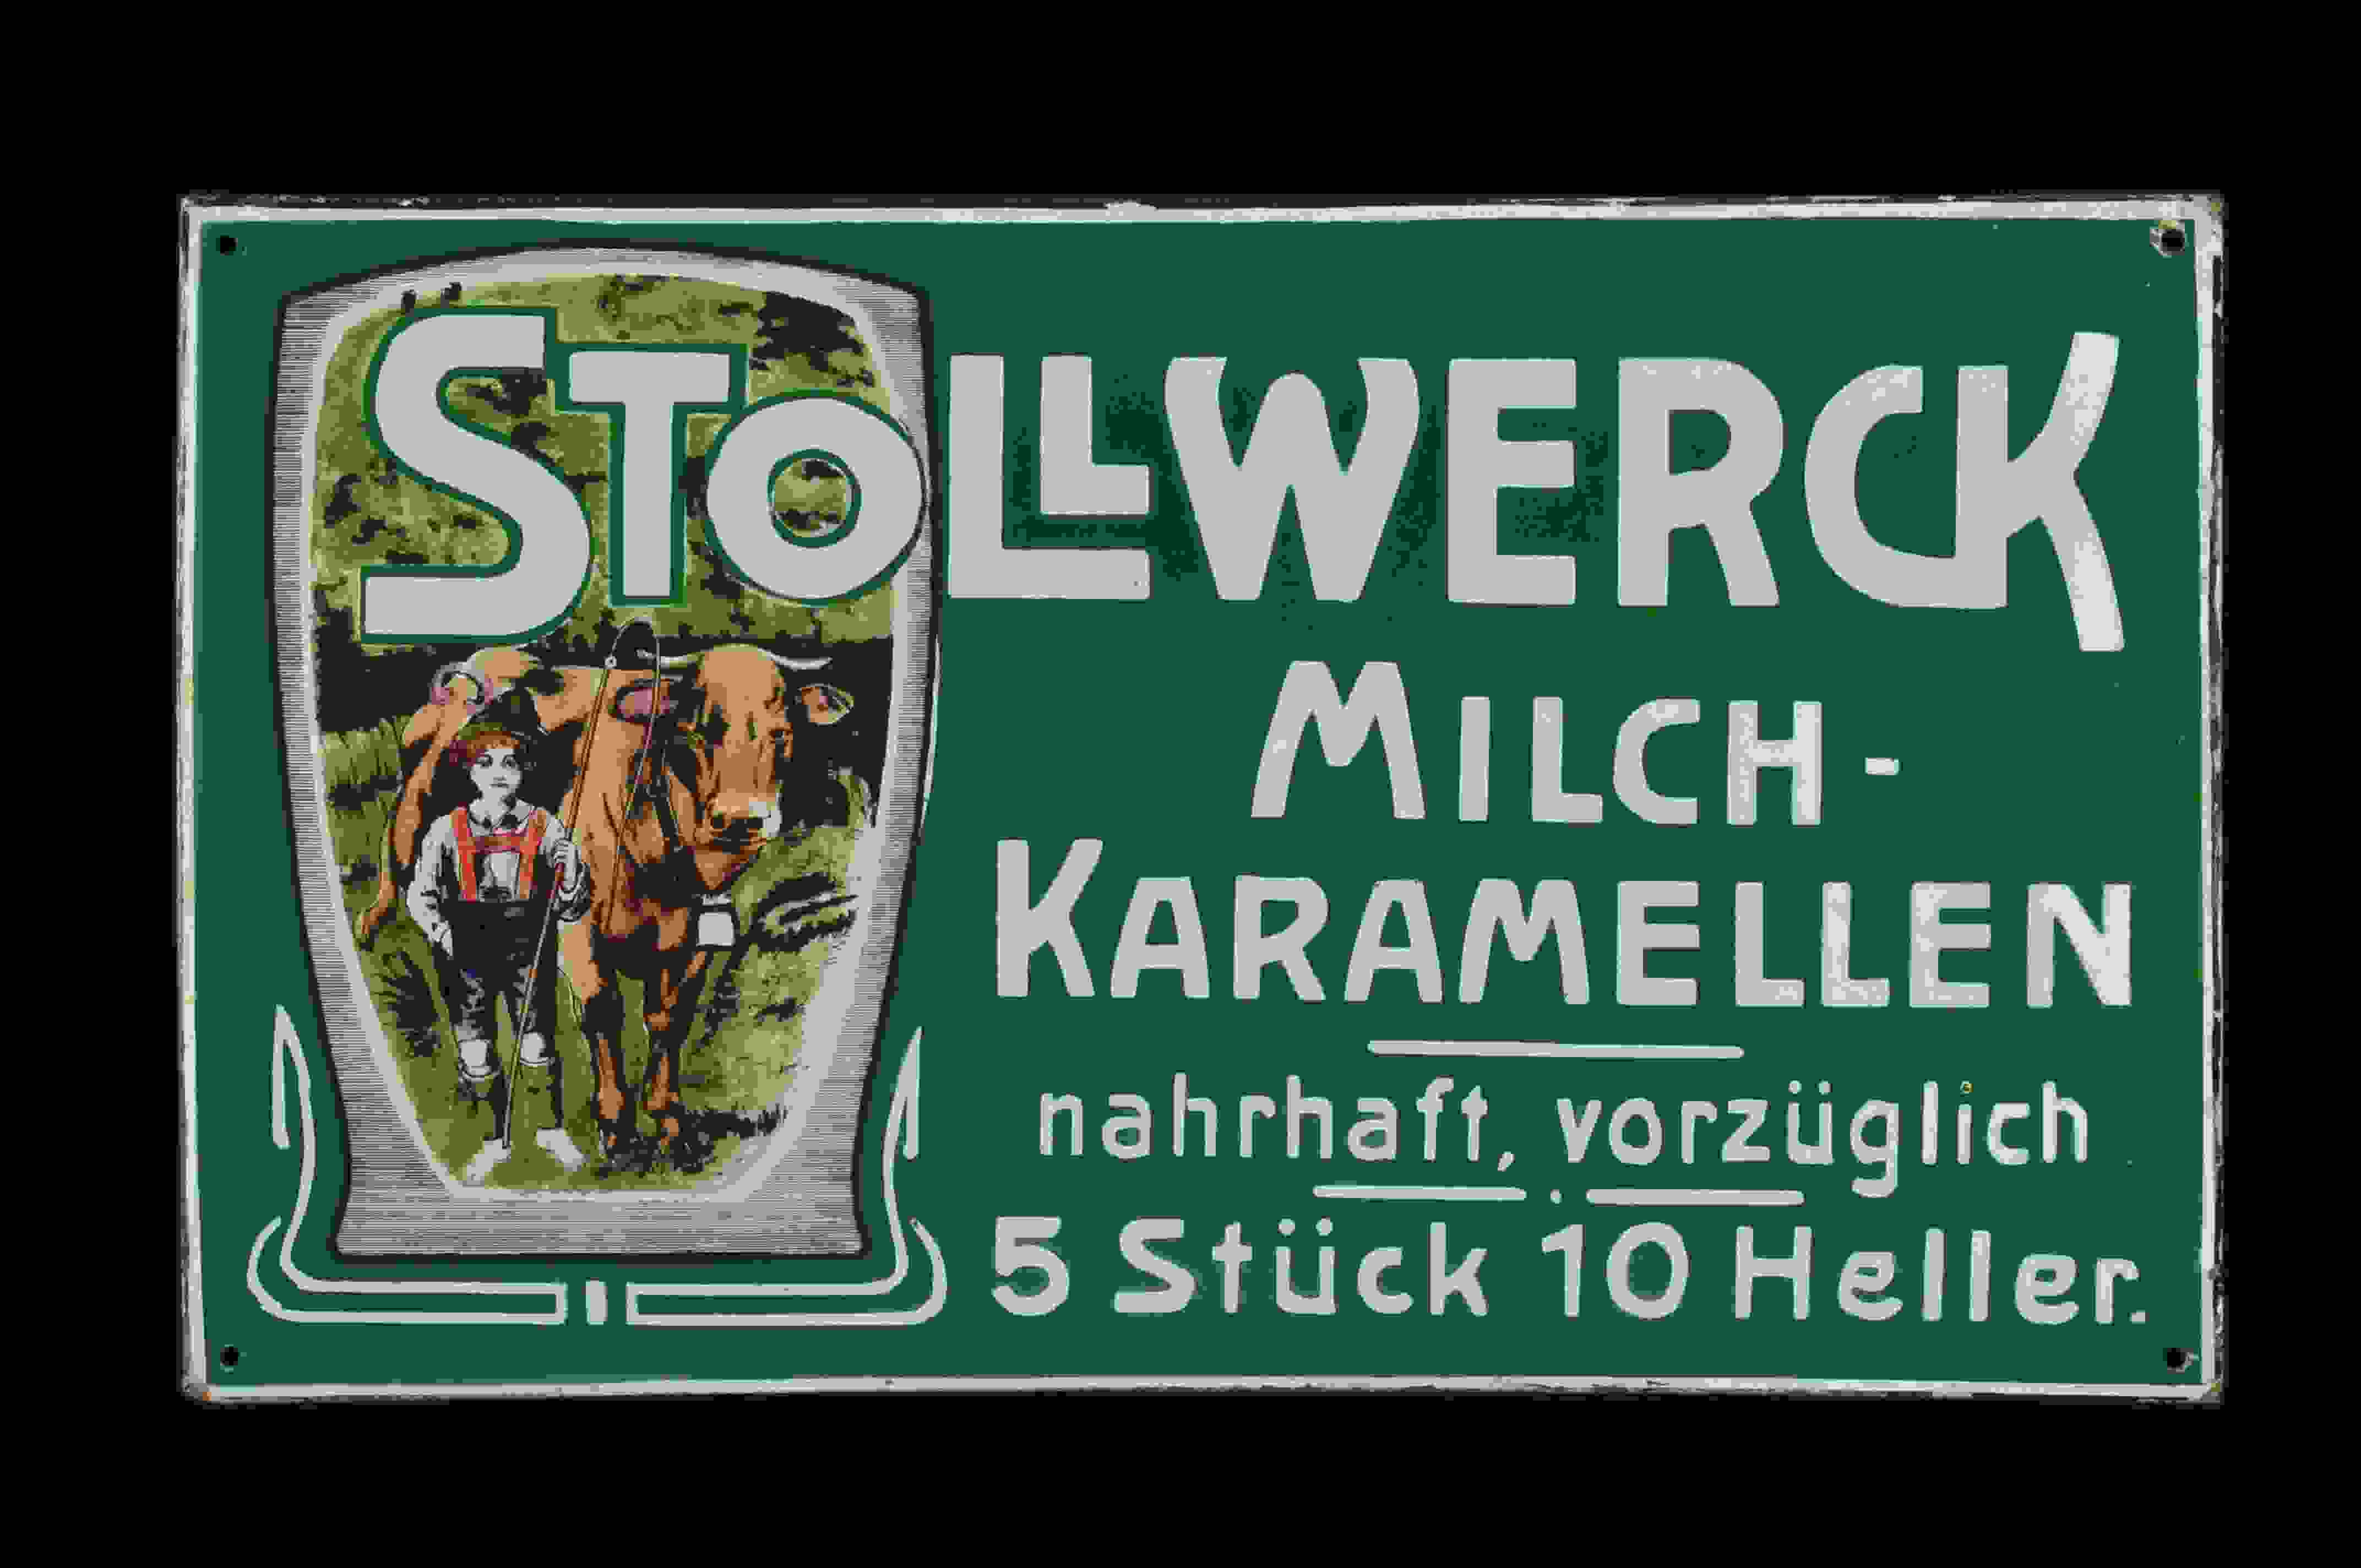 STOLLWERCK
MILCH-
KARAMELLEN
nahrhaft, vorzüglich
5 Stück 10 Heller.